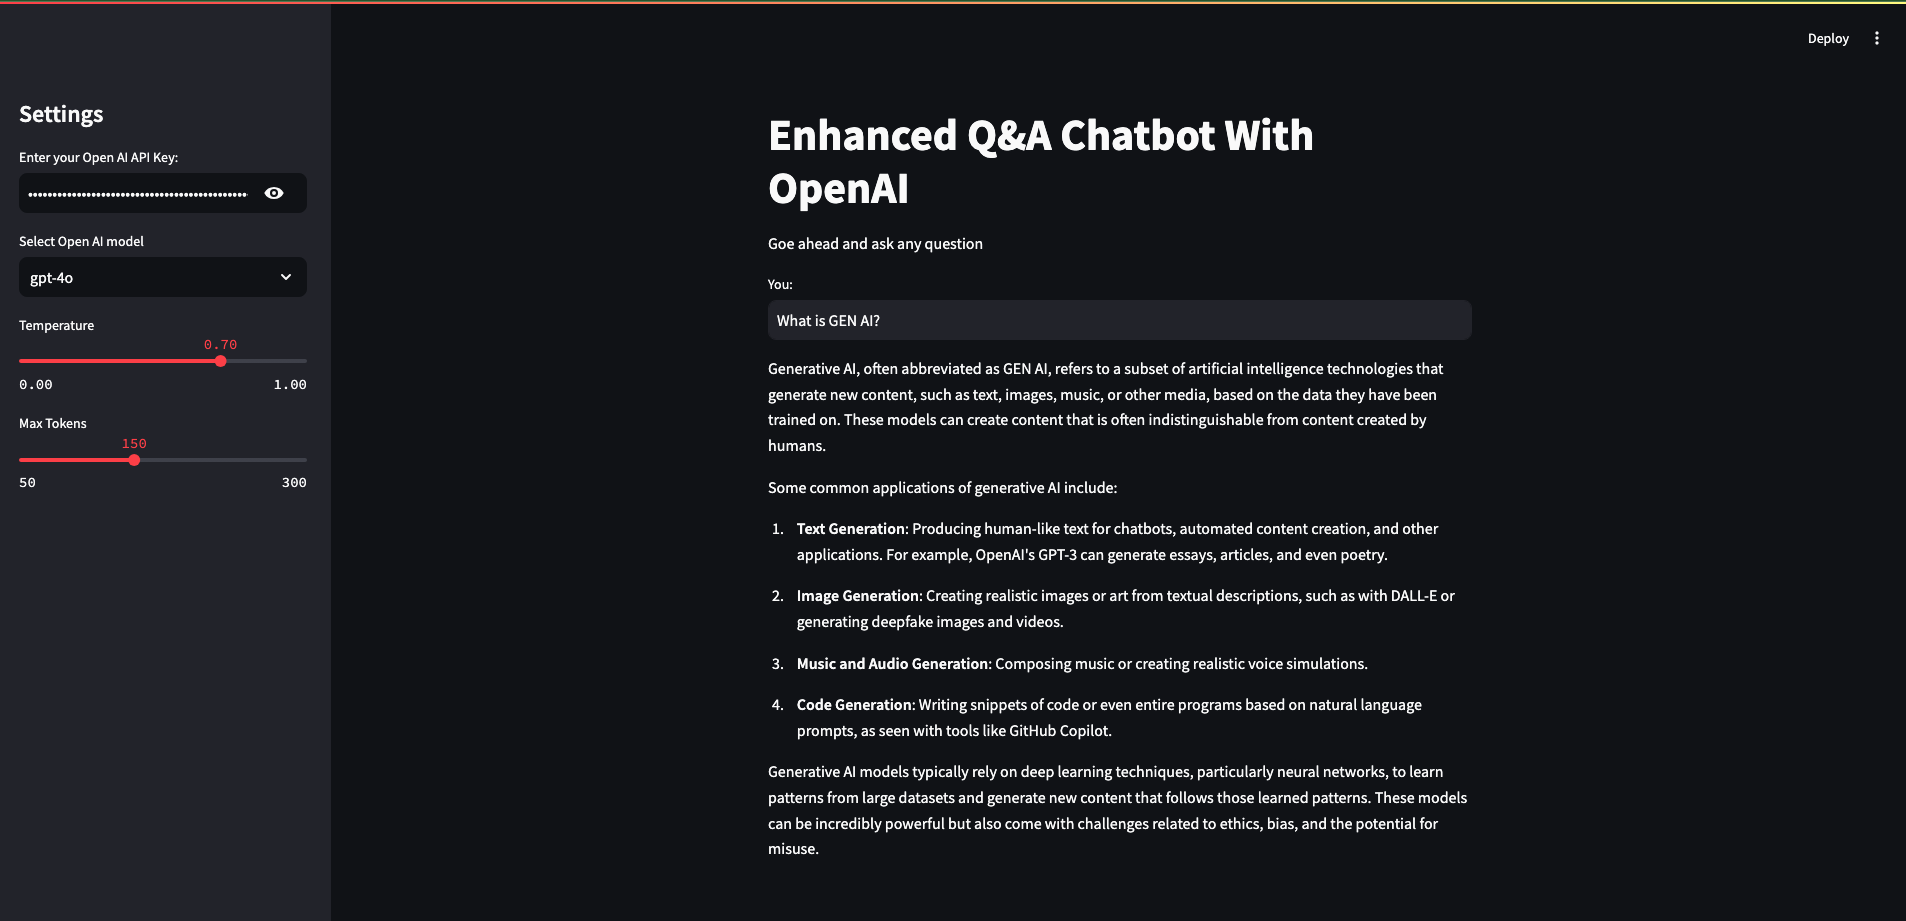 Deploy
Settings
Enter your Open AI API Key:
Select Open AI model
gpt-4o
Temperature
0.70
0.00 1.00
Max Tokens
150
50 300
Enhanced Q&A Chatbot With
OpenAI
Goe ahead and ask any question
You:
What is GEN AI?
Generative AI, often abbreviated as GEN AI, refers to a subset of artificial intelligence technologies that
generate new content, such as text, images, music, or other media, based on the data they have been
trained on. These models can create content that is often indistinguishable from content created by
humans.
Some common applications of generative AI include:
1. Text Generation: Producing human-like text for chatbots, automated content creation, and other
applications. For example, OpenAI's GPT-3 can generate essays, articles, and even poetry.
2. Image Generation: Creating realistic images or art from textual descriptions, such as with DALL-E or
generating deepfake images and videos.
3. Music and Audio Generation: Composing music or creating realistic voice simulations.
4. Code Generation: Writing snippets of code or even entire programs based on natural language
prompts, as seen with tools like GitHub Copilot.
Generative AI models typically rely on deep learning techniques, particularly neural networks, to learn
patterns from large datasets and generate new content that follows those learned patterns. These models
can be incredibly powerful but also come with challenges related to ethics, bias, and the potential for
misuse.